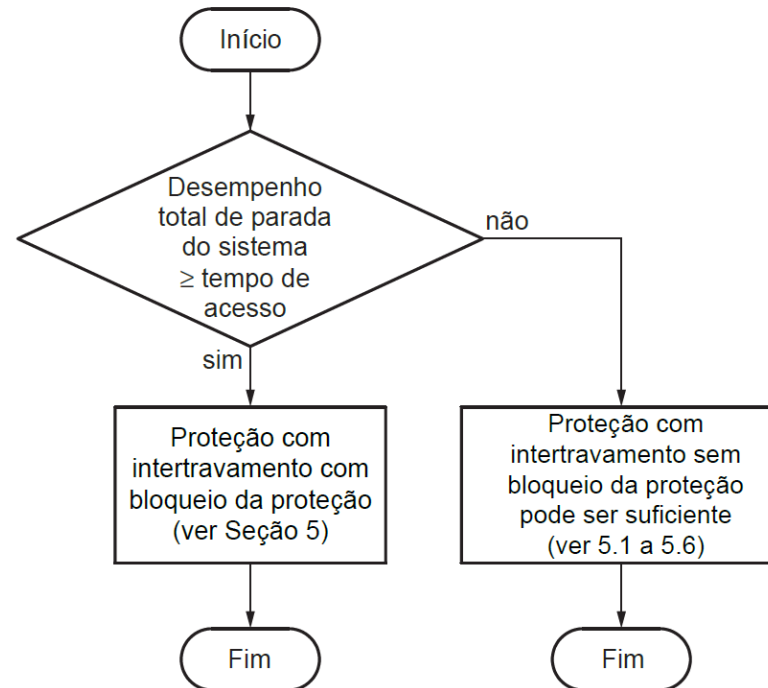 Início
Desempenho
total de parada
do sistema
≥ tempo de
acesso
não
sim
Proteção com
intertravamento com
bloqueio da proteção
(ver Seção 5)
Proteção com
intertravamento sem
bloqueio da proteção
pode ser suficiente
(ver 5.1 a 5.6)
Fim
Fim